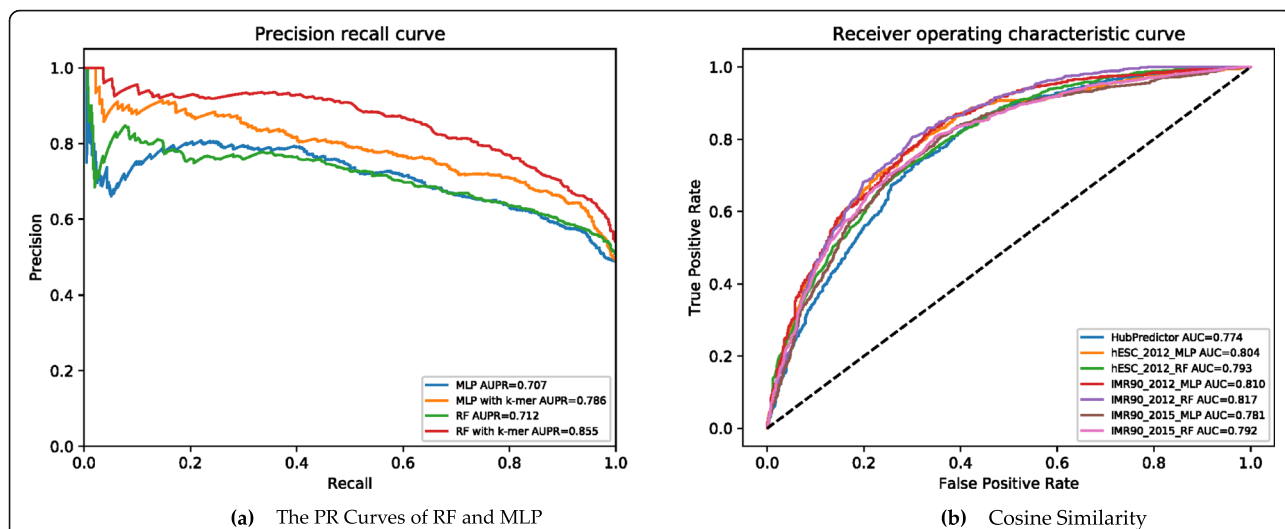 Precision recall curve
1.0
0.8
0.6
0.4
0.2
0.0
Precision
0.0 0.2 0.4 0.6 0.8 1.0
Recall
MLP AUPR=0.707
MLP with k-mer AUPR=0.786
RF AUPR=0.712
RF with k-mer AUPR=0.855
(a) The PR Curves of RF and MLP
Receiver operating characteristic curve
1.0
0.8
0.6
0.4
0.2
0.0
True Positive Rate
0.0 0.2 0.4 0.6 0.8 1.0
False Positive Rate
HubPredictor AUC=0.774
hESC_2012_MLP AUC=0.804
hESC_2012_RF AUC=0.793
IMR90_2012_MLP AUC=0.810
IMR90_2012_RF AUC=0.817
IMR90_2015_MLP AUC=0.781
IMR90_2015_RF AUC=0.792
(b) Cosine Similarity